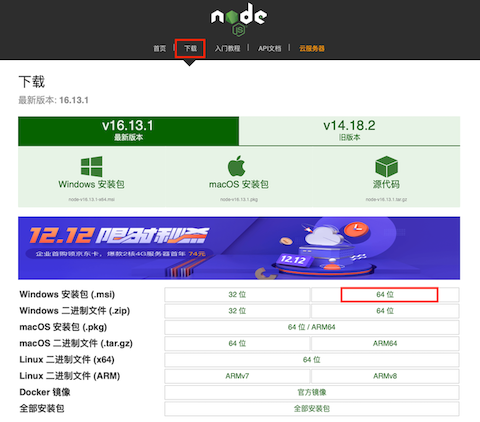 node
JS
首页 下载 入门教程 API文档 云服务器
下载
最新版本: 16.13.1
v16.13.1 v14.18.2
最新版本 旧版本
Windows 安装包 macOS 安装包 源代码
node-v16.13.1-x64.msi node-v16.13.1.pkg node-v16.13.1.tar.gz
12.12 限时秒杀
企业首购领京东卡，爆款2核4G服务器首年 74元
12.12
Windows 安装包 (.msi) 32 位 64 位
Windows 二进制文件 (.zip) 32 位 64 位
macOS 安装包 (.pkg) 64 位 / ARM64
macOS 二进制文件 (.tar.gz) 64 位 ARM64
Linux 二进制文件 (x64) 64 位
Linux 二进制文件 (ARM) ARMv7 ARMv8
Docker 镜像 官方镜像
全部安装包 全部安装包